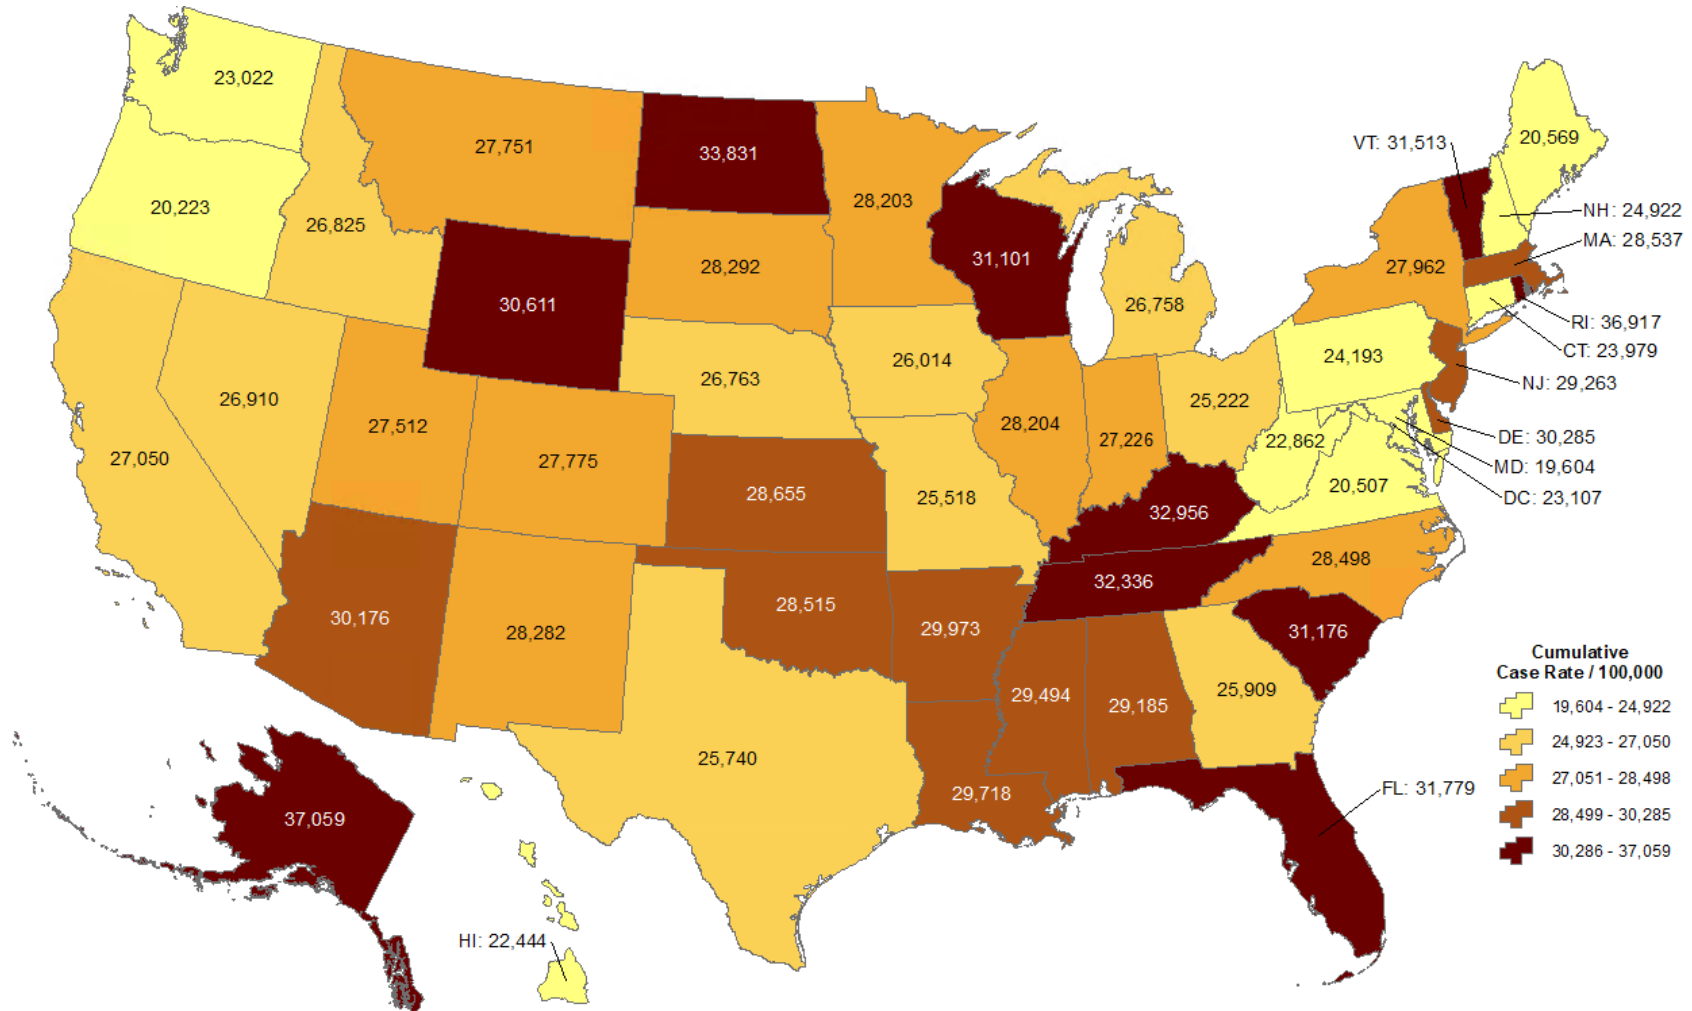 23,022
27,751
33,831
20,569
VT: 31,513
20,223
26,825
28,203
NH: 24,922
MA: 28,537
28,292
31,101
27,962
30,611
26,758
RI: 36,917
CT: 23,979
24,193
26,014
26,763
NJ: 29,263
26,910
25,222
27,512
28,204
27,226
22,862
DE: 30,285
27,050
27,775
MD: 19,604
28,655
25,518
20,507
DC: 23,107
32,956
28,498
32,336
30,176
28,282
28,515
29,973
31,176
Cumulative
Case Rate / 100,000
29,494
29,185
25,909
19,604 - 24,922
24,923 - 27,050
25,740
27,051 - 28,498
29,718
FL: 31,779
28,499 - 30,285
37,059
30,286 - 37,059
HI: 22,444